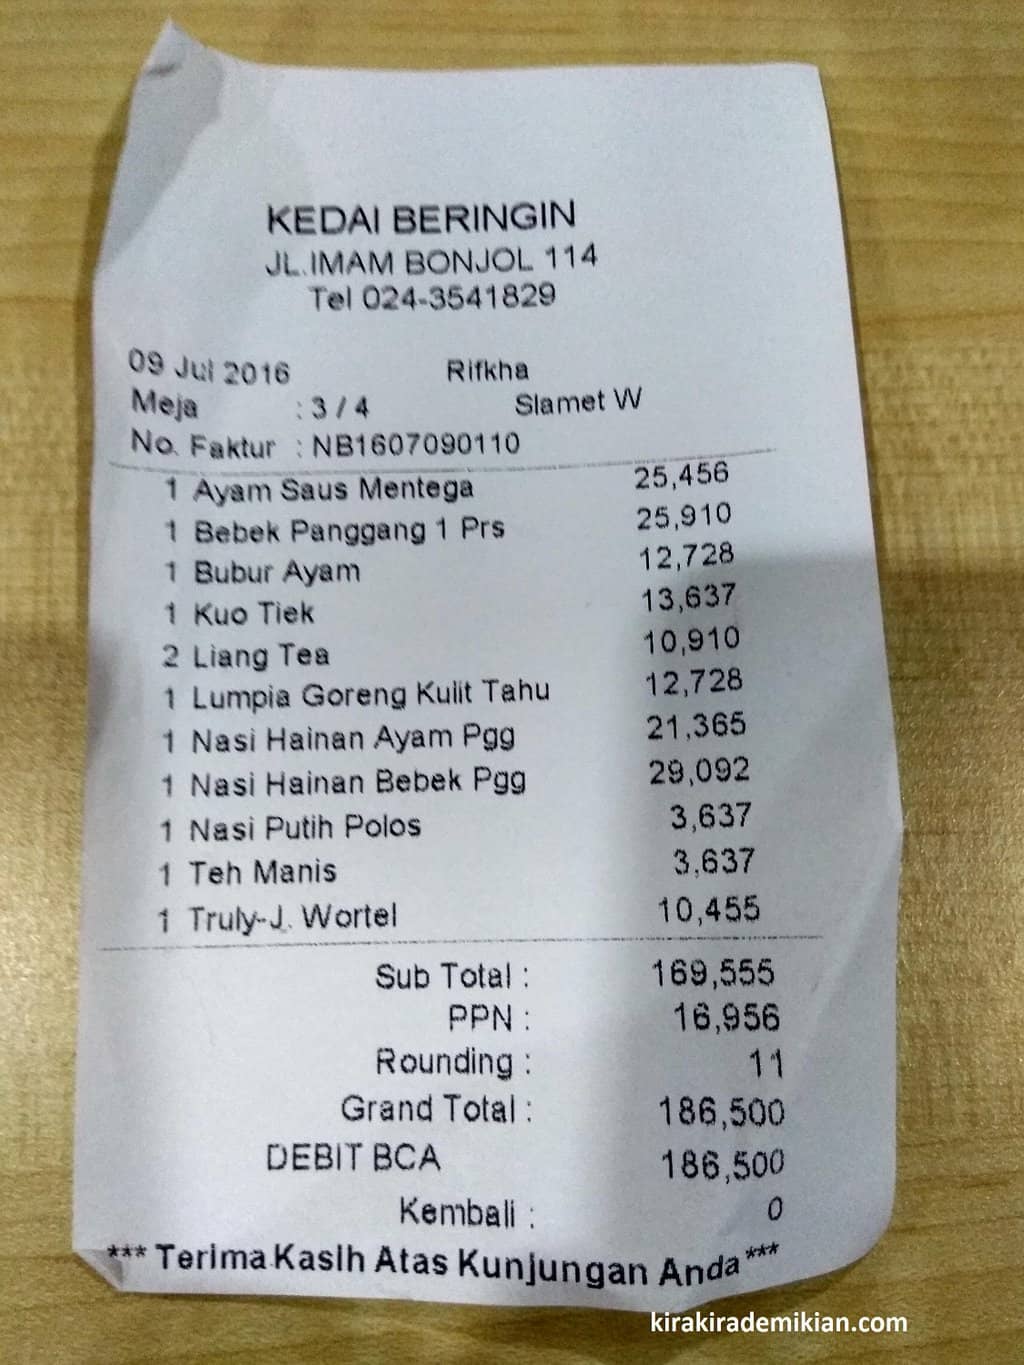 KEDAI BERINGIN
JL.IMAM BONJOL 114
Tel 024-3541829
09 Jul 2016 Rifkha
Meja : 3 / 4 Slamet W
No. Faktur : NB1607090110
1 Ayam Saus Mentega 25,456
1 Bebek Panggang 1 Prs 25,910
1 Bubur Ayam 12,728
1 Kuo Tiek 13,637
2 Liang Tea 10,910
1 Lumpia Goreng Kulit Tahu 12,728
1 Nasi Hainan Ayam Pgg 21,365
1 Nasi Hainan Bebek Pgg 29,092
1 Nasi Putih Polos 3,637
1 Teh Manis 3,637
1 Truly-J. Wortel 10,455
Sub Total : 169,555
PPN : 16,956
Rounding : 11
Grand Total : 186,500
DEBIT BCA 186,500
Kembali : 0
*** Terima Kasih Atas Kunjungan Anda ***
kirakirademikian.com